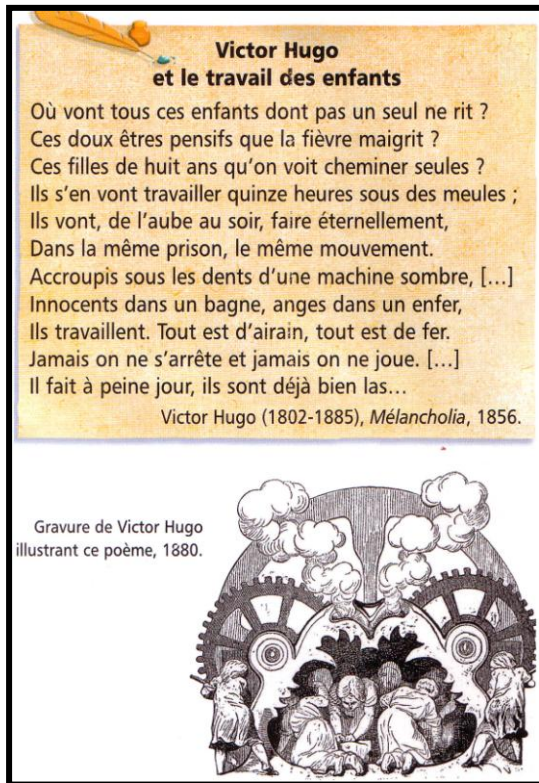 Victor Hugo
et le travail des enfants
Où vont tous ces enfants dont pas un seul ne rit ?
Ces doux êtres pensifs que la fièvre maigrit ?
Ces filles de huit ans qu'on voit cheminer seules ?
Ils s'en vont travailler quinze heures sous des meules ;
Ils vont, de l'aube au soir, faire éternellement,
Dans la même prison, le même mouvement.
Accroupis sous les dents d'une machine sombre, [...]
Innocents dans un bagne, anges dans un enfer,
Ils travaillent. Tout est d'airain, tout est de fer.
Jamais on ne s'arrête et jamais on ne joue. [...]
Il fait à peine jour, ils sont déjà bien las...
Victor Hugo (1802-1885), Mélancholia, 1856.
Gravure de Victor Hugo
illustrant ce poème, 1880.